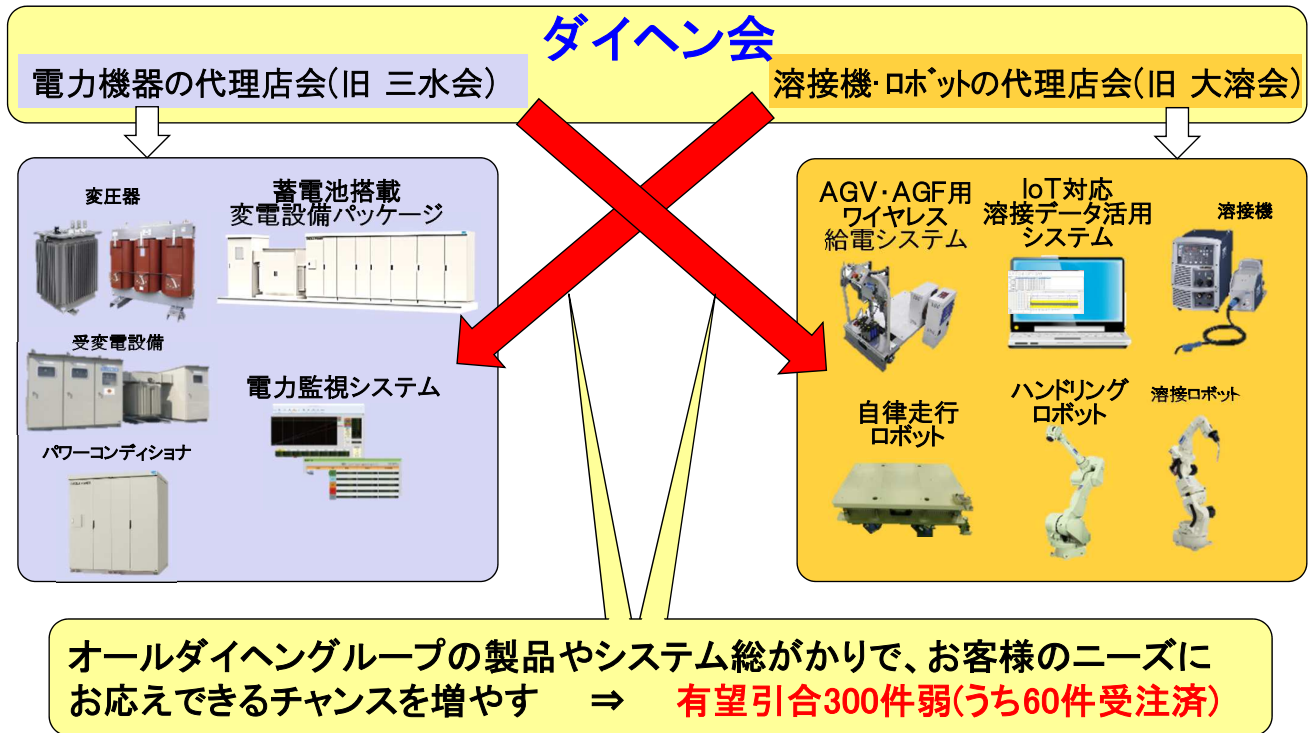 ダイヘン会
電力機器の代理店会(旧 三水会)
溶接機・ロボットの代理店会(旧 大溶会)
変圧器
蓄電池搭載
変電設備パッケージ
受変電設備
電力監視システム
パワーコンディショナ
AGV・AGF用
ワイヤレス
給電システム
IoT対応
溶接データ活用
システム
溶接機
自律走行
ロボット
ハンドリング
ロボット
溶接ロボット
オールダイヘングループの製品やシステム総がかりで、お客様のニーズに
お応えできるチャンスを増やす ⇒ 有望引合300件弱(うち60件受注済)